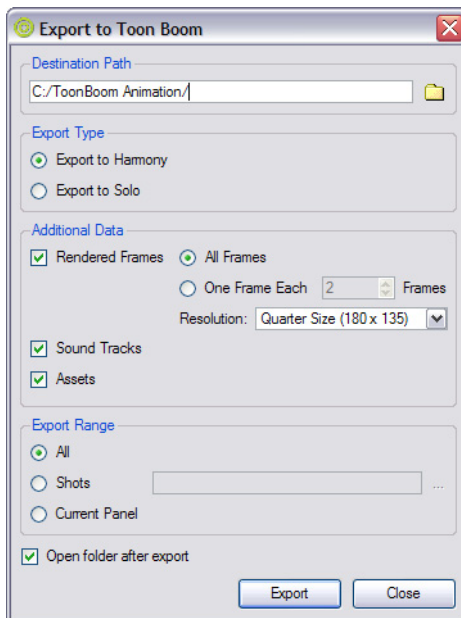 Export to Toon Boom
Destination Path
C:/ToonBoom Animation/
Export Type
Export to Harmony
Export to Solo
Additional Data
Rendered Frames All Frames
One Frame Each 2 Frames
Resolution: Quarter Size (180 x 135)
Sound Tracks
Assets
Export Range
All
Shots ...
Current Panel
Open folder after export
Export Close